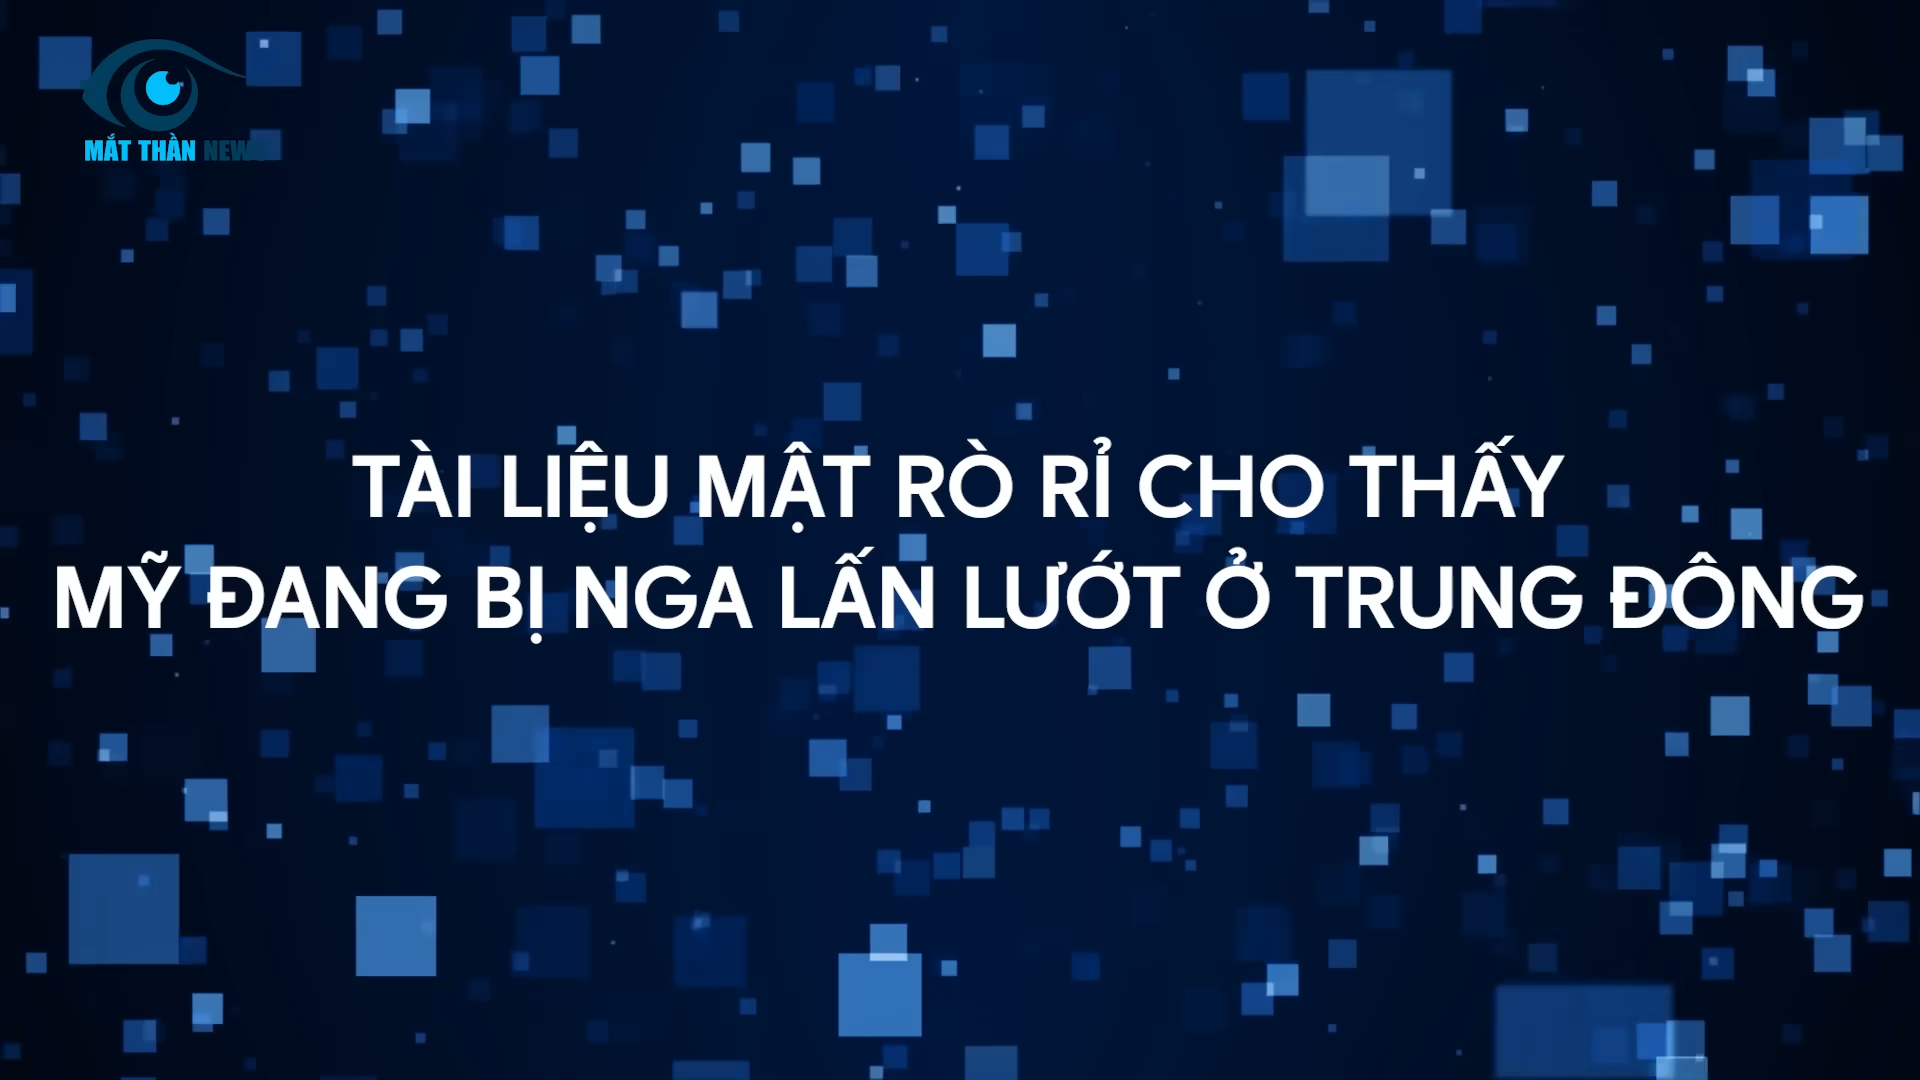 MẮT THẦN NEWS
TÀI LIỆU MẬT RÒ RỈ CHO THẤY
MỸ ĐANG BỊ NGA LẤN LƯỚT Ở TRUNG ĐÔNG